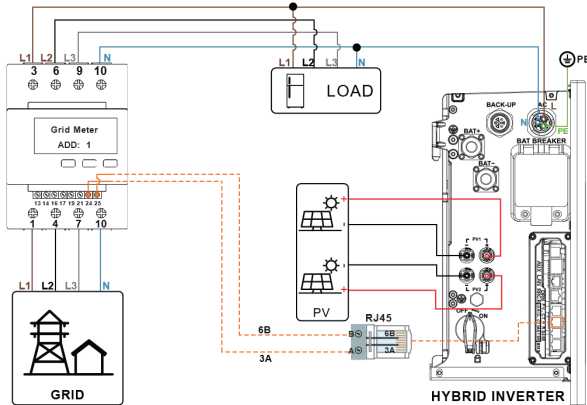 L1 L2 L3 N
3 6 9 10
Grid Meter
ADD: 1
13 14 16 17 19 21 24 25
1 4 7 10
L1 L2 L3 N
GRID
L1 L2 L3 N
LOAD
PV
+
-
-
+
6B
3A
RJ45
B 6B
A 3A
BACK-UP
AC
L
N
PE
PE
BAT+
BAT BREAKER
BAT-
PV1
PV2
OFF
ON
HYBRID INVERTER